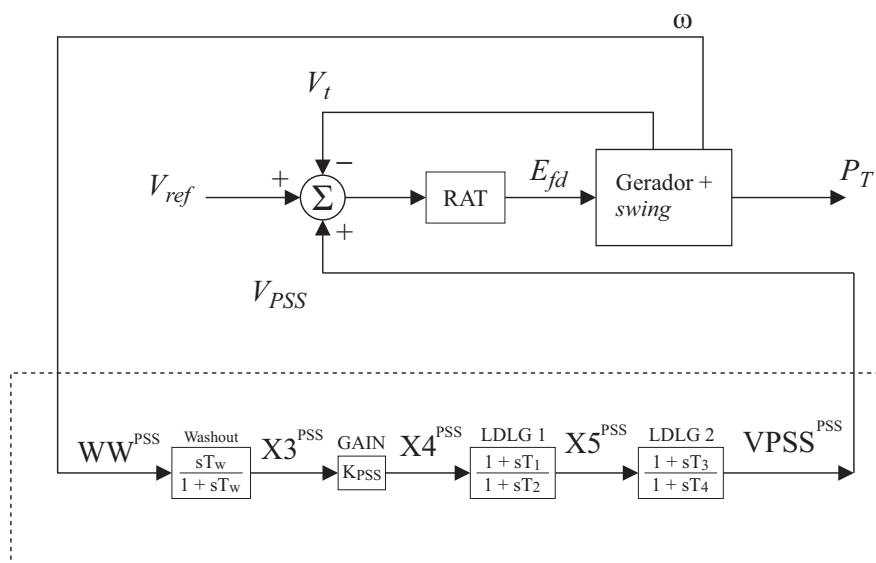 ω
V_t
V_ref
+
−
Σ
+
RAT
E_fd
Gerador +
swing
P_T
V_PSS
WW^PSS
Washout
sT_W
1 + sT_W
X3^PSS
GAIN
K_PSS
X4^PSS
LDLG 1
1 + sT_1
1 + sT_2
X5^PSS
LDLG 2
1 + sT_3
1 + sT_4
VPSS^PSS